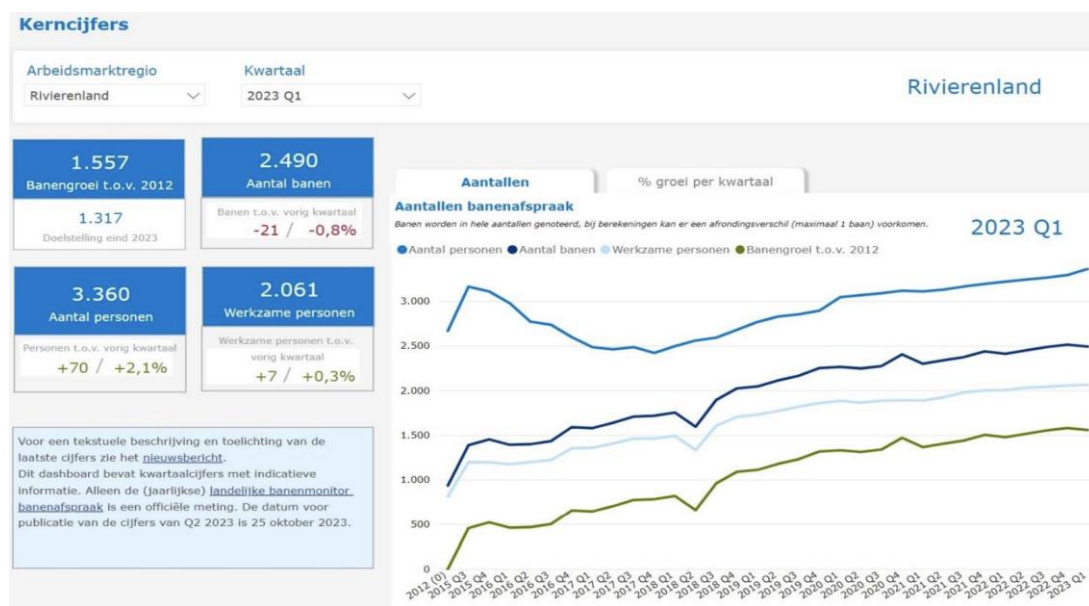 Kerncijfers
Arbeidsmarktregio
Kwartaal
Rivierenland
2023 Q1
Rivierenland
1.557
Banengroei t.o.v. 2012
1.317
Doelstelling eind 2023
2.490
Aantal banen
Banen t.o.v. vorig kwartaal
-21 / -0,8%
3.360
Aantal personen
Personen t.o.v. vorig kwartaal
+70 / +2,1%
2.061
Werkzame personen
Werkzame personen t.o.v.
vorig kwartaal
+7 / +0,3%
Voor een tekstuele beschrijving en toelichting van de
laatste cijfers zie het nieuwsbericht.
Dit dashboard bevat kwartaalcijfers met indicatieve
informatie. Alleen de (jaarlijkse) landelijke banenmonitor
banenafspraak is een officiële meting. De datum voor
publicatie van de cijfers van Q2 2023 is 25 oktober 2023.
Aantallen
% groei per kwartaal
Aantallen banenafspraak
Banen worden in hele aantallen genoteerd, bij berekeningen kan er een afrondingsverschil (maximaal 1 baan) voorkomen.
2023 Q1
Aantal personen Aantal banen Werkzame personen Banengroei t.o.v. 2012
3.000
2.500
2.000
1.500
1.000
500
0
2012 (0)
2015 Q3
2015 Q4
2016 Q1
2016 Q2
2016 Q3
2016 Q4
2017 Q1
2017 Q2
2017 Q3
2017 Q4
2018 Q1
2018 Q2
2018 Q3
2018 Q4
2019 Q1
2019 Q2
2019 Q3
2019 Q4
2020 Q1
2020 Q2
2020 Q3
2020 Q4
2021 Q1
2021 Q2
2021 Q3
2021 Q4
2022 Q1
2022 Q2
2022 Q3
2022 Q4
2023 Q1